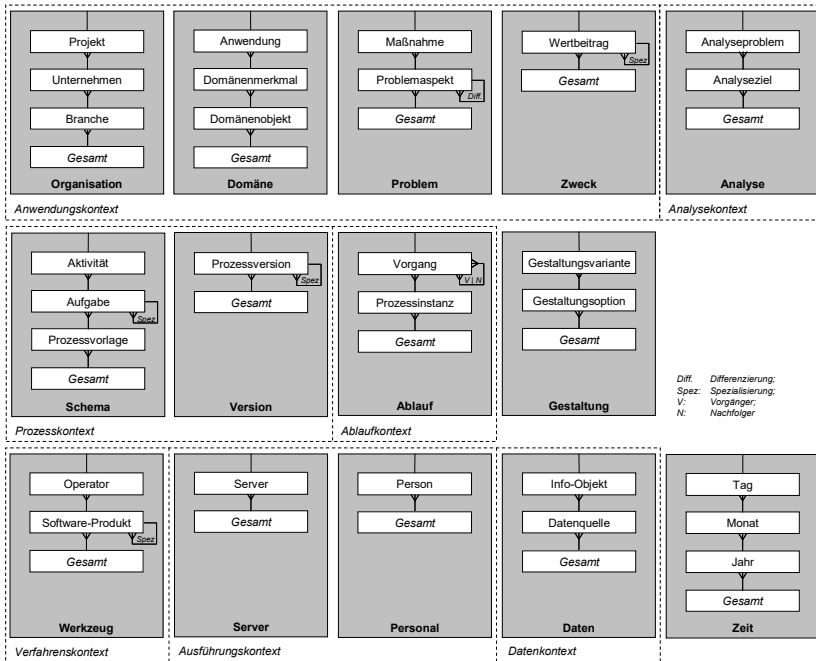 Projekt
Unternehmen
Branche
Gesamt
Organisation
Anwendung
Domänenmerkmal
Domänenobjekt
Gesamt
Domäne
Maßnahme
Problemaspekt
Diff.
Gesamt
Problem
Wertbeitrag
Spez
Gesamt
Zweck
Anwendungskontext
Analyseproblem
Analyseziel
Gesamt
Analyse
Analysekontext
Aktivität
Aufgabe
Spez
Prozessvorlage
Gesamt
Schema
Prozessversion
Spez
Gesamt
Version
Prozesskontext
Vorgang
V | N
Prozessinstanz
Gesamt
Ablauf
Ablaufkontext
Gestaltungsvariante
Gestaltungsoption
Gesamt
Gestaltung
Diff. Differenzierung;
Spez: Spezialisierung;
V: Vorgänger;
N: Nachfolger
Operator
Software-Produkt
Spez
Gesamt
Werkzeug
Verfahrenskontext
Server
Gesamt
Server
Person
Gesamt
Personal
Ausführungskontext
Info-Objekt
Datenquelle
Gesamt
Daten
Datenkontext
Tag
Monat
Jahr
Gesamt
Zeit